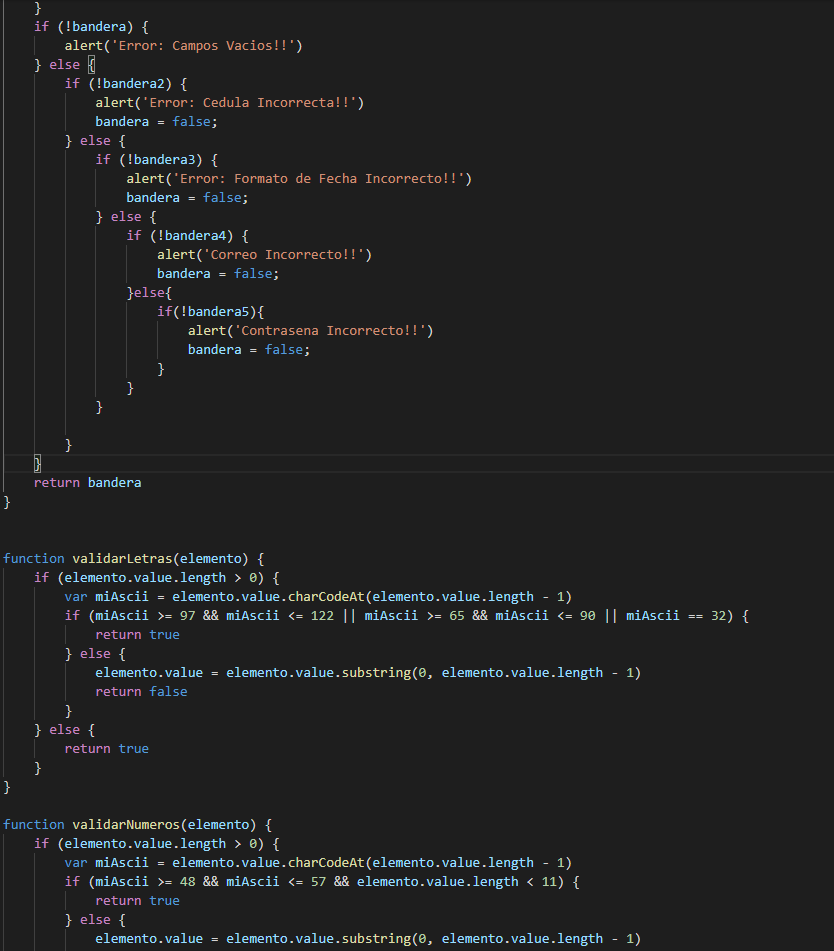 }
    if (!bandera) {
        alert('Error: Campos Vacios!!')
    } else {
        if (!bandera2) {
            alert('Error: Cedula Incorrecta!!')
            bandera = false;
        } else {
            if (!bandera3) {
                alert('Error: Formato de Fecha Incorrecto!!')
                bandera = false;
            } else {
                if (!bandera4) {
                    alert('Correo Incorrecto!!')
                    bandera = false;
                }else{
                    if(!bandera5){
                        alert('Contrasena Incorrecto!!')
                        bandera = false;
                    }
                }
            }

        }
    }
    return bandera
}


function validarLetras(elemento) {
    if (elemento.value.length > 0) {
        var miAscii = elemento.value.charCodeAt(elemento.value.length - 1)
        if (miAscii >= 97 && miAscii <= 122 || miAscii >= 65 && miAscii <= 90 || miAscii == 32) {
            return true
        } else {
            elemento.value = elemento.value.substring(0, elemento.value.length - 1)
            return false
        }
    } else {
        return true
    }
}

function validarNumeros(elemento) {
    if (elemento.value.length > 0) {
        var miAscii = elemento.value.charCodeAt(elemento.value.length - 1)
        if (miAscii >= 48 && miAscii <= 57 && elemento.value.length < 11) {
            return true
        } else {
            elemento.value = elemento.value.substring(0, elemento.value.length - 1)